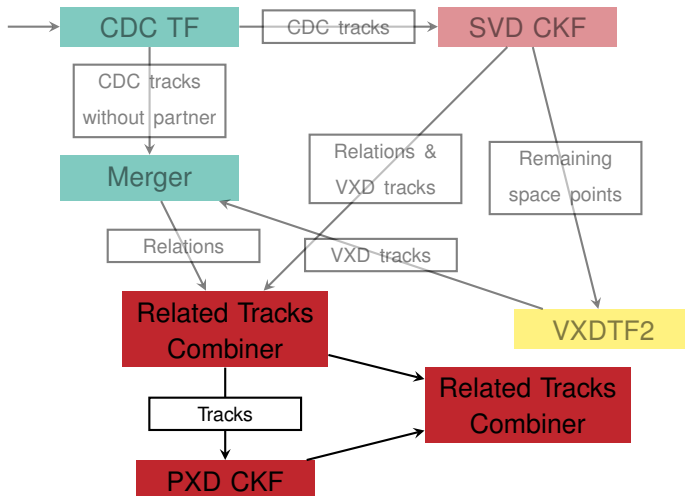 CDC TF
CDC tracks
SVD CKF
CDC tracks
without partner
Relations &
VXD tracks
Remaining
space points
Merger
Relations
VXD tracks
Related Tracks
Combiner
VXDTF2
Tracks
Related Tracks
Combiner
PXD CKF